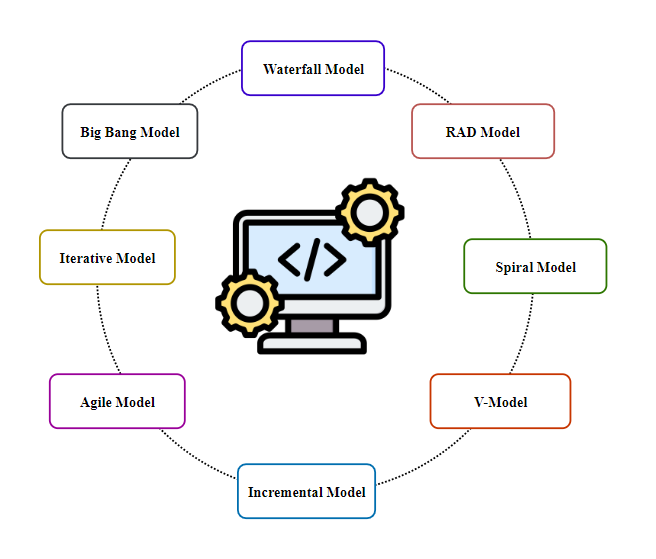 Waterfall Model
Big Bang Model
RAD Model
Iterative Model
</>
Spiral Model
Agile Model
V-Model
Incremental Model